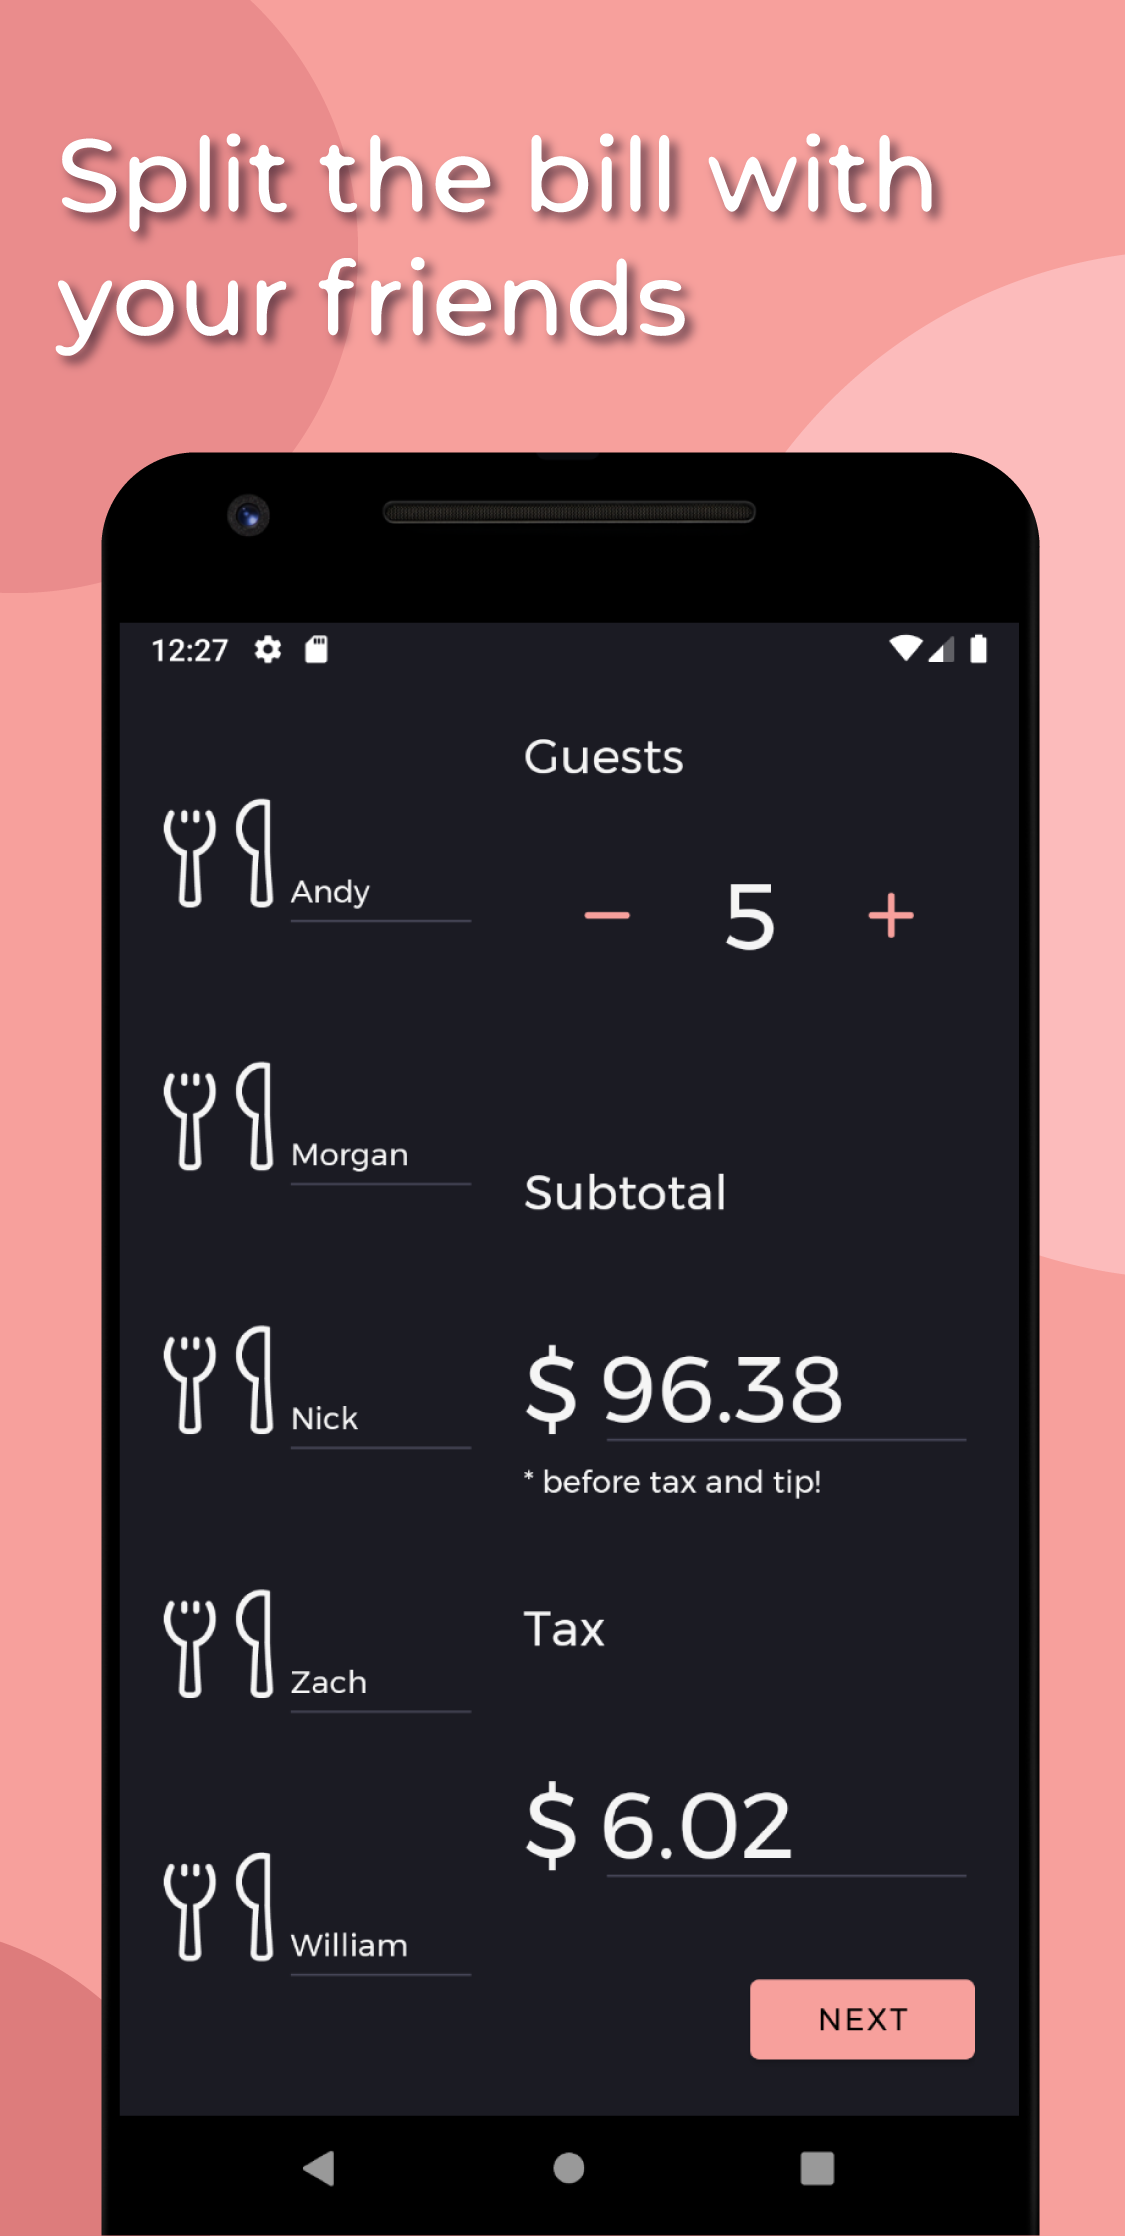 Split the bill with
your friends
12:27
Guests
Andy
− 5 +
Morgan
Subtotal
Nick
$ 96.38
* before tax and tip!
Zach
Tax
$ 6.02
William
NEXT